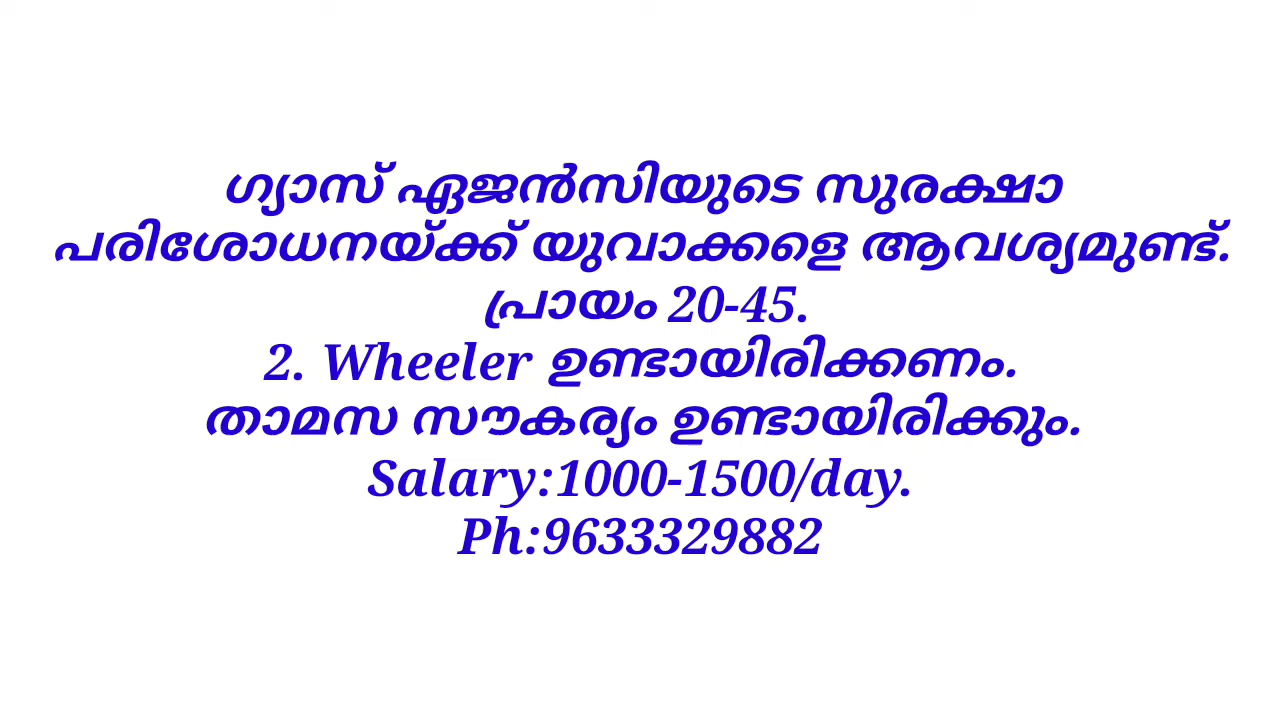 ഗ്യാസ് ഏജൻസിയുടെ സുരക്ഷാ
പരിശോധനയ്ക്ക് യുവാക്കളെ ആവശ്യമുണ്ട്.
പ്രായം 20-45.
2. Wheeler ഉണ്ടായിരിക്കണം.
താമസ സൗകര്യം ഉണ്ടായിരിക്കും.
Salary:1000-1500/day.
Ph:9633329882